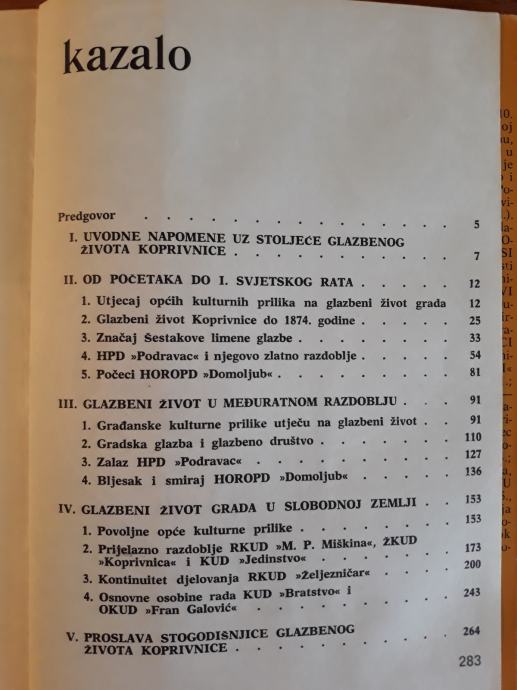 kazalo
Predgovor . . . . . . . . . . . . 5
I. UVODNE NAPOMENE UZ STOLJEĆE GLAZBENOG
ŽIVOTA KOPRIVNICE . . . . . . . 7
II. OD POČETAKA DO I. SVJETSKOG RATA . . . . 12
1. Utjecaj općih kulturnih prilika na glazbeni život grada 12
2. Glazbeni život Koprivnice do 1874. godine . . . . 25
3. Značaj Šestakove limene glazbe . . . . . . 33
4. HPD »Podravac« i njegovo zlatno razdoblje . . . . 54
5. Počeci HOROPD »Domoljub« . . . . . . . 81
III. GLAZBENI ŽIVOT U MEĐURATNOM RAZDOBLJU . . 91
1. Građanske kulturne prilike utječu na glazbeni život . . 91
2. Gradska glazba i glazbeno društvo . . . . . 110
3. Zalaz HPD »Podravac« . . . . . . . . 127
4. Bljesak i smiraj HOROPD »Domoljub« . . . . 136
IV. GLAZBENI ŽIVOT GRADA U SLOBODNOJ ZEMLJI . . 153
1. Povoljne opće kulturne prilike . . . . . . 153
2. Prijelazno razdoblje RKUD »M. P. Miškina«, ŽKUD
»Koprivnica« i KUD »Jedinstvo« . . . . . . 173
3. Kontinuitet djelovanja RKUD »Željezničar« . . . . 200
4. Osnovne osobine rada KUD »Bratstvo« i
OKUD »Fran Galović« . . . . . . . . 243
V. PROSLAVA STOGODIŠNJICE GLAZBENOG
ŽIVOTA KOPRIVNICE . . . . . . . . 264
283